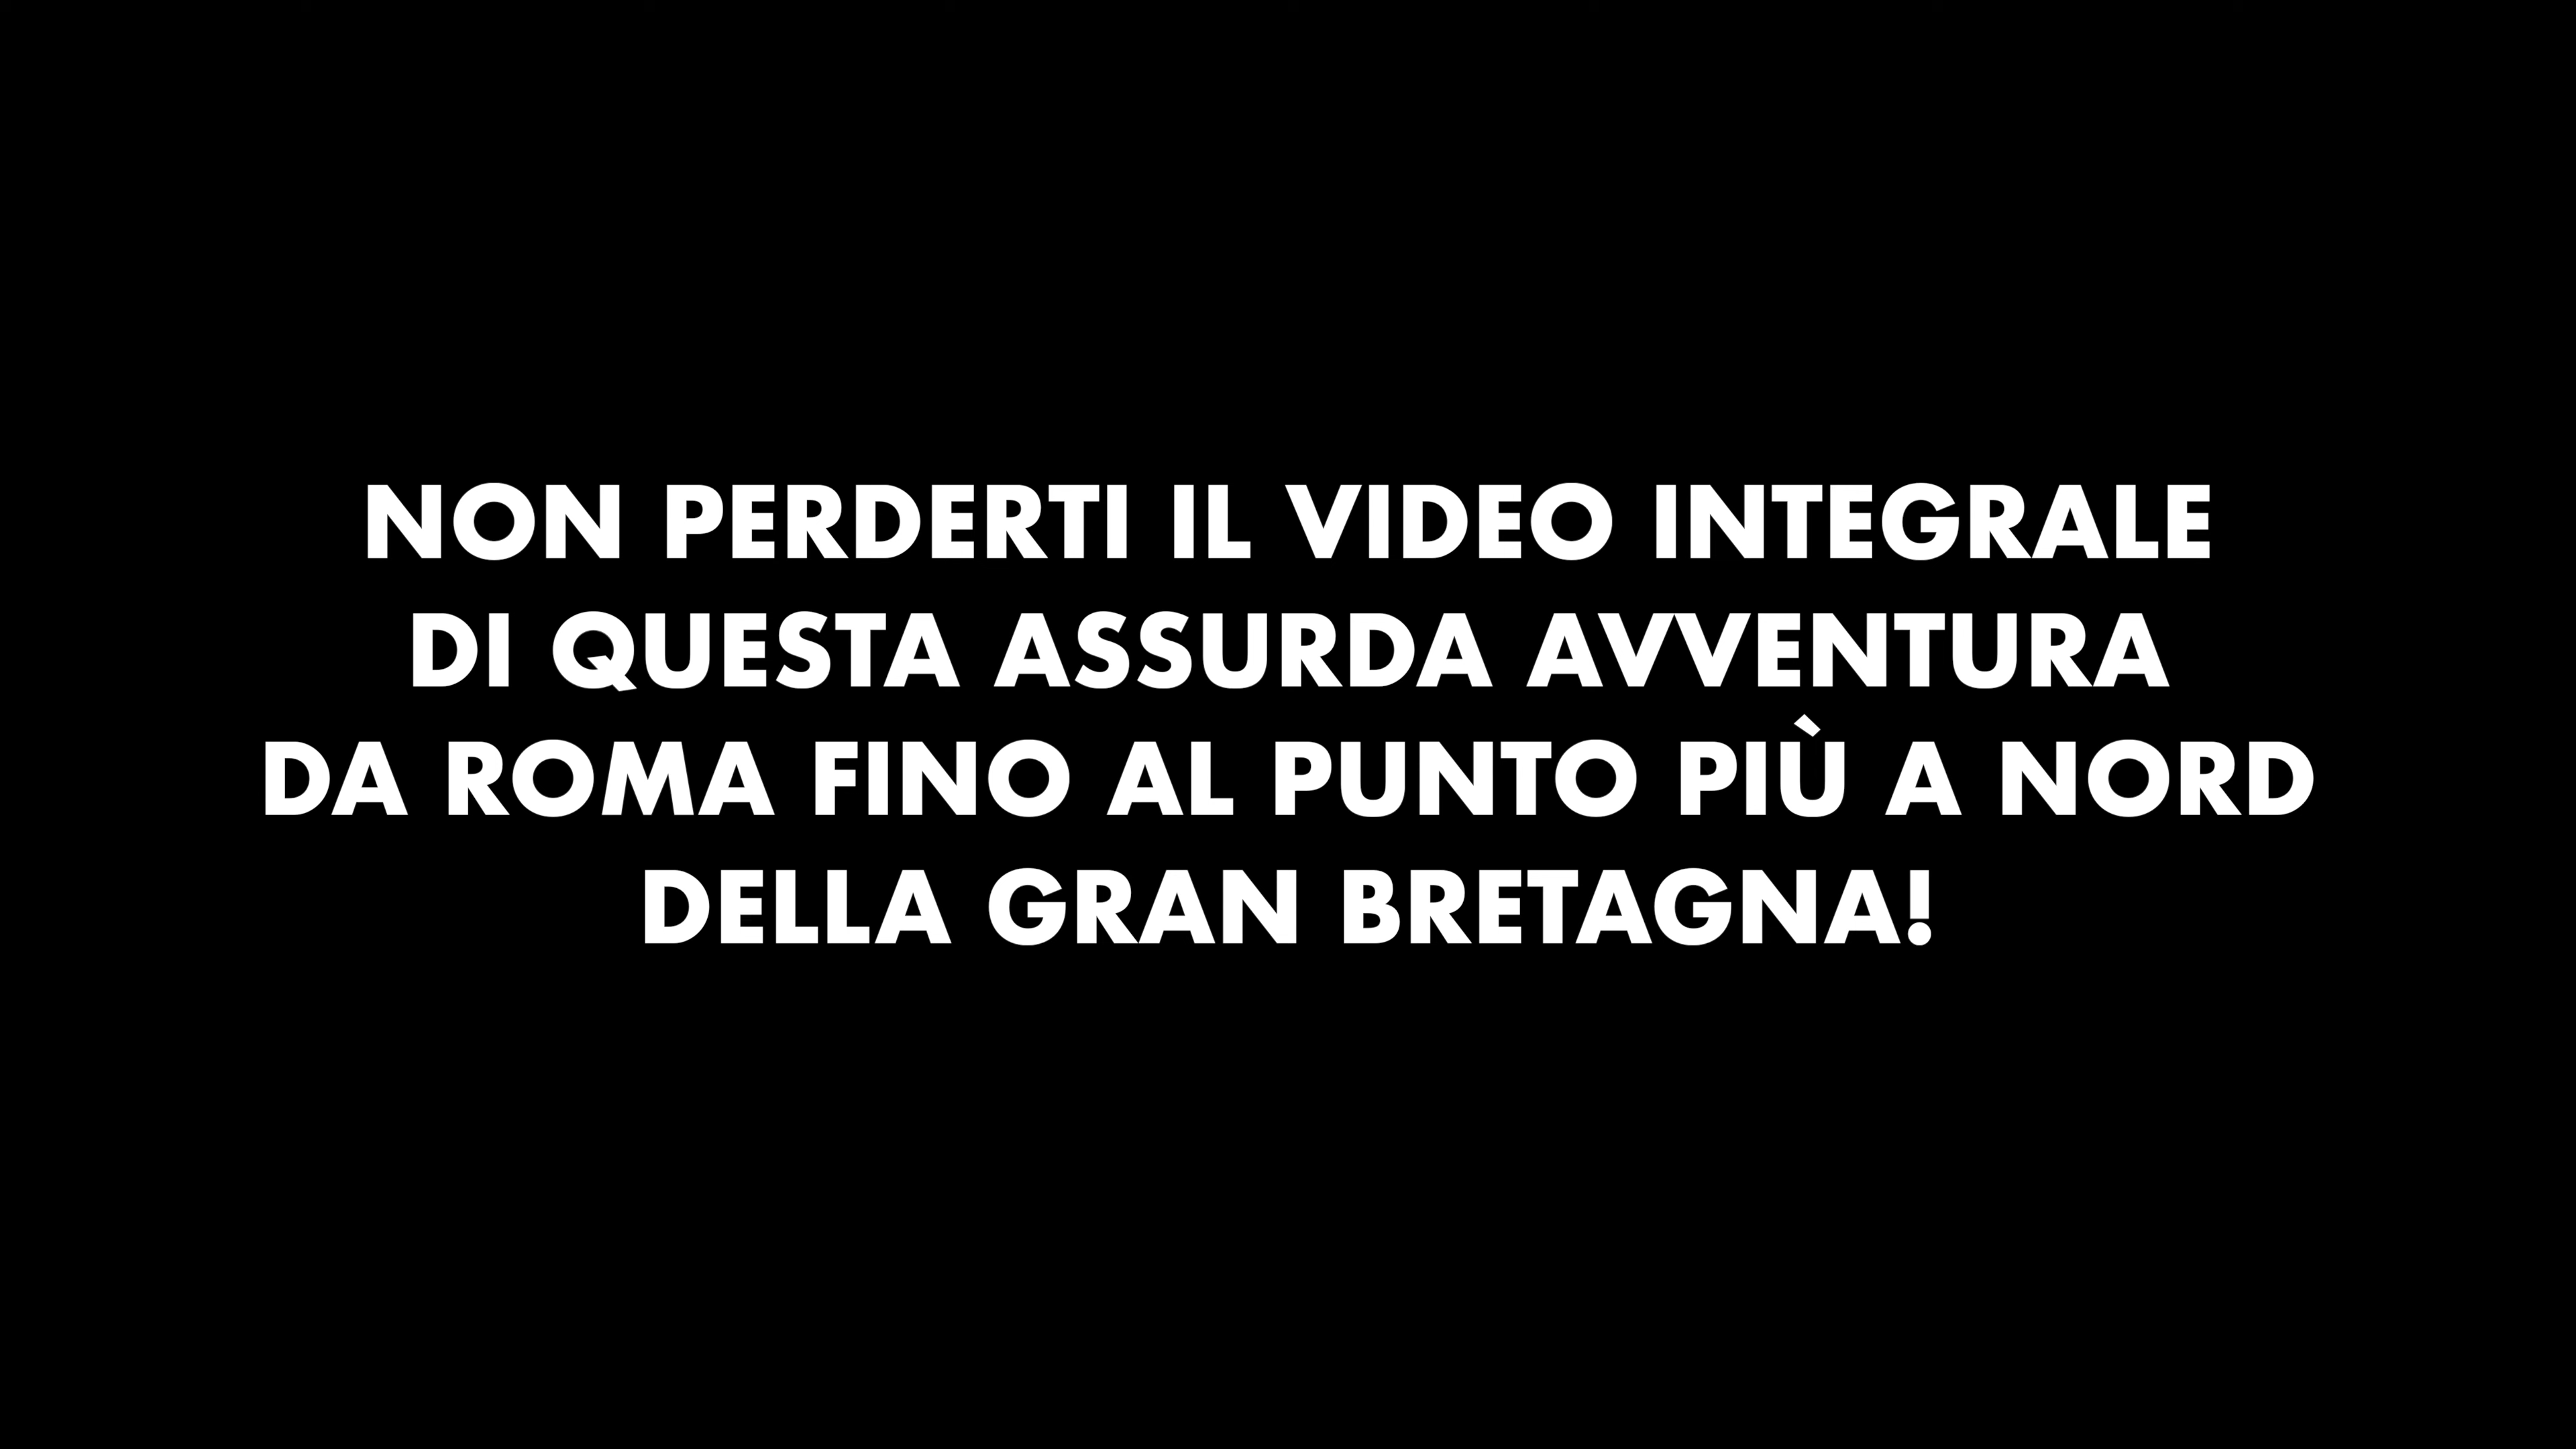 NON PERDERTI IL VIDEO INTEGRALE
DI QUESTA ASSURDA AVVENTURA
DA ROMA FINO AL PUNTO PIÙ A NORD
DELLA GRAN BRETAGNA!